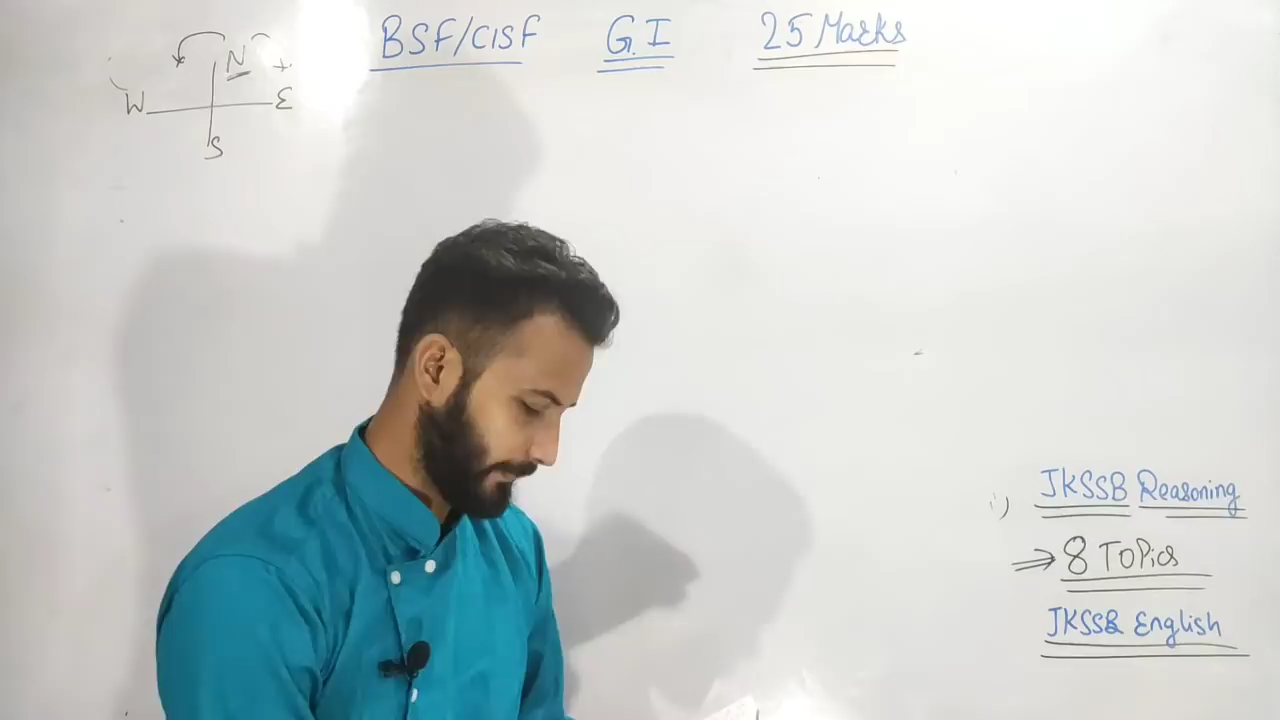 BSF/CISF G.I 25 Marks
N
W E
S
i) JKSSB Reasoning
⇒ 8 TOPics
JKSSB English